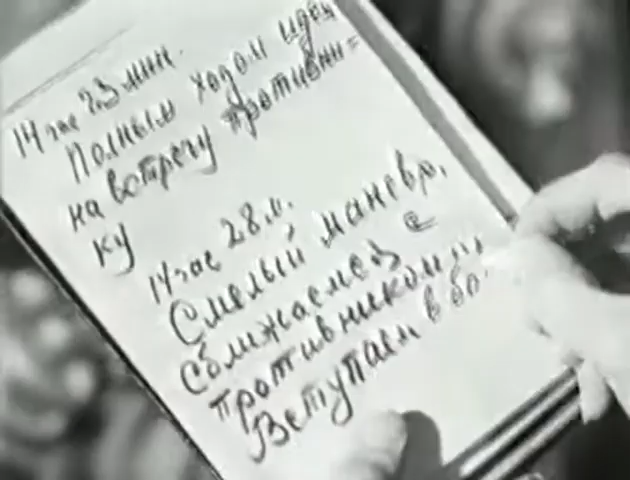 14 час 23 мин.
Полным ходом идем
на встречу противни=
ку
14 час 28 м.
Смелый маневр.
Сближаемся с
противником
Вступаем в бо